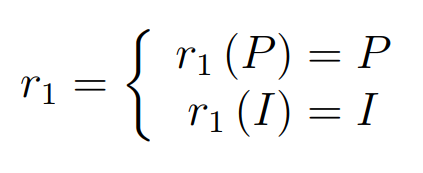 r₁ = { r₁ (P) = P
r₁ (I) = I